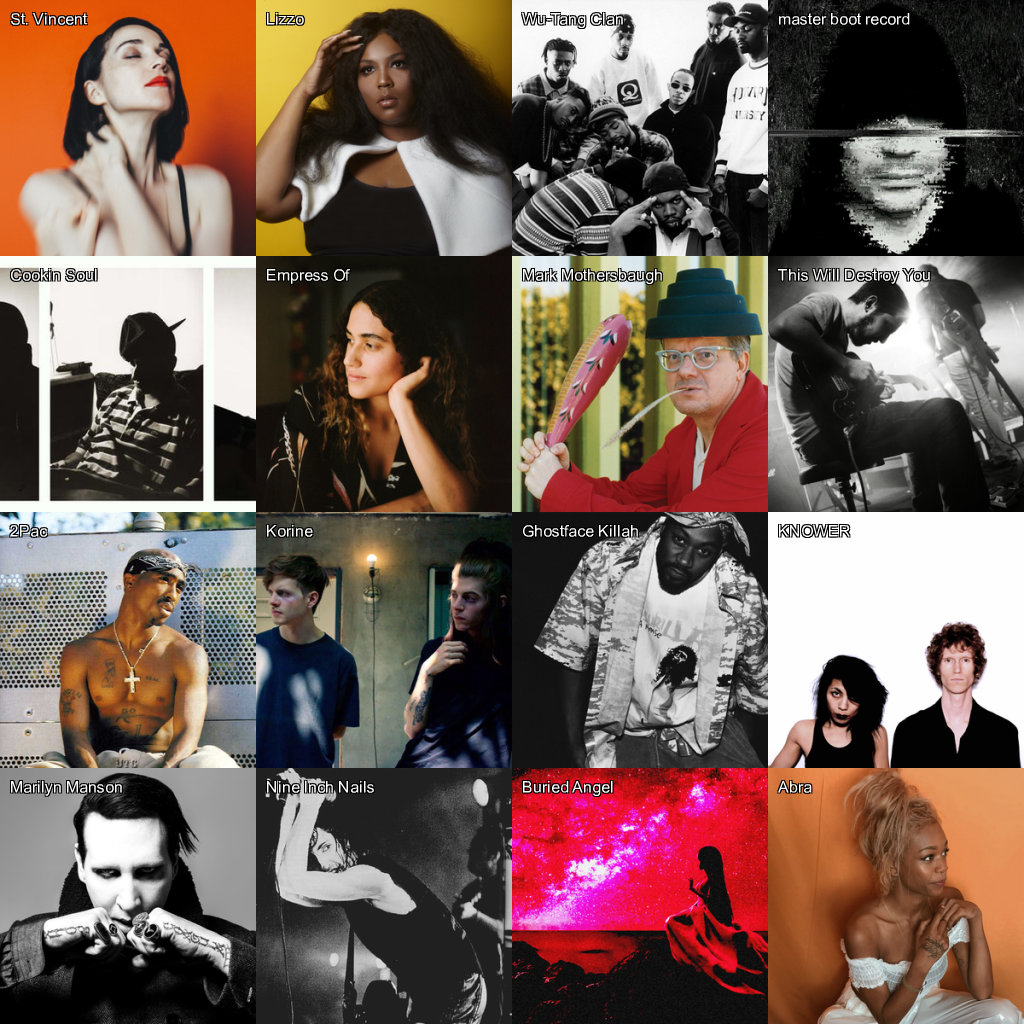 St. Vincent
Lizzo
Wu-Tang Clan
master boot record
Cookin Soul
Empress Of
Mark Mothersbaugh
This Will Destroy You
2Pac
Korine
Ghostface Killah
KNOWER
Marilyn Manson
Nine Inch Nails
Buried Angel
Abra